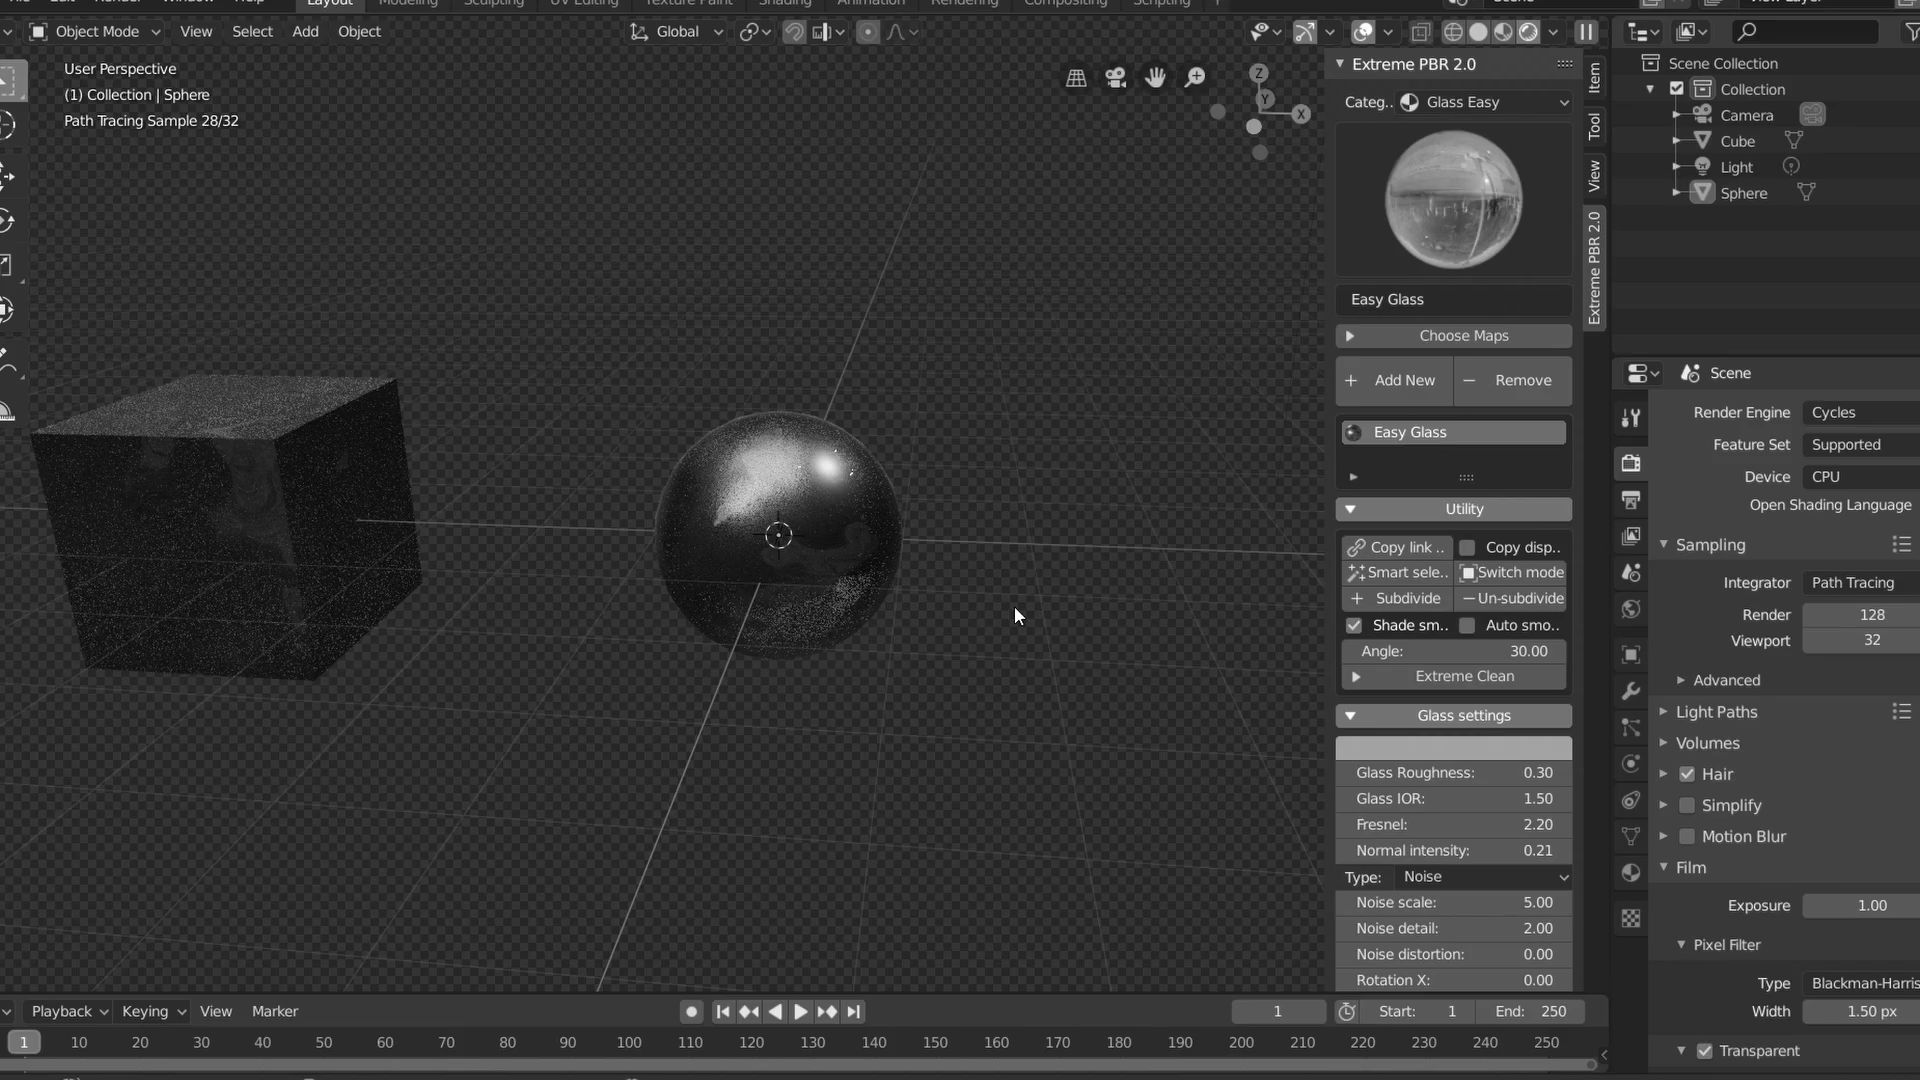 Layout
Modeling
Sculpting
UV Editing
Texture Paint
Shading
Animation
Rendering
Compositing
Scripting
Object Mode
View
Select
Add
Object
Global
User Perspective
(1) Collection | Sphere
Path Tracing Sample 28/32
Z
Y
X
Extreme PBR 2.0
Categ..
Glass Easy
Easy Glass
Choose Maps
Add New
Remove
Easy Glass
Utility
Copy link ..
Copy disp..
Smart sele..
Switch mode
Subdivide
Un-subdivide
Shade sm..
Auto smo..
Angle: 30.00
Extreme Clean
Glass settings
Glass Roughness: 0.30
Glass IOR: 1.50
Fresnel: 2.20
Normal intensity: 0.21
Type: Noise
Noise scale: 5.00
Noise detail: 2.00
Noise distortion: 0.00
Rotation X: 0.00
Item
Tool
View
Extreme PBR 2.0
Scene Collection
Collection
Camera
Cube
Light
Sphere
Scene
Render Engine Cycles
Feature Set Supported
Device CPU
Open Shading Language
Sampling
Integrator Path Tracing
Render 128
Viewport 32
Advanced
Light Paths
Volumes
Hair
Simplify
Motion Blur
Film
Exposure 1.00
Pixel Filter
Type Blackman-Harris
Width 1.50 px
Transparent
Playback
Keying
View
Marker
1
Start: 1
End: 250
1 10 20 30 40 50 60 70 80 90 100 110 120 130 140 150 160 170 180 190 200 210 220 230 240 250